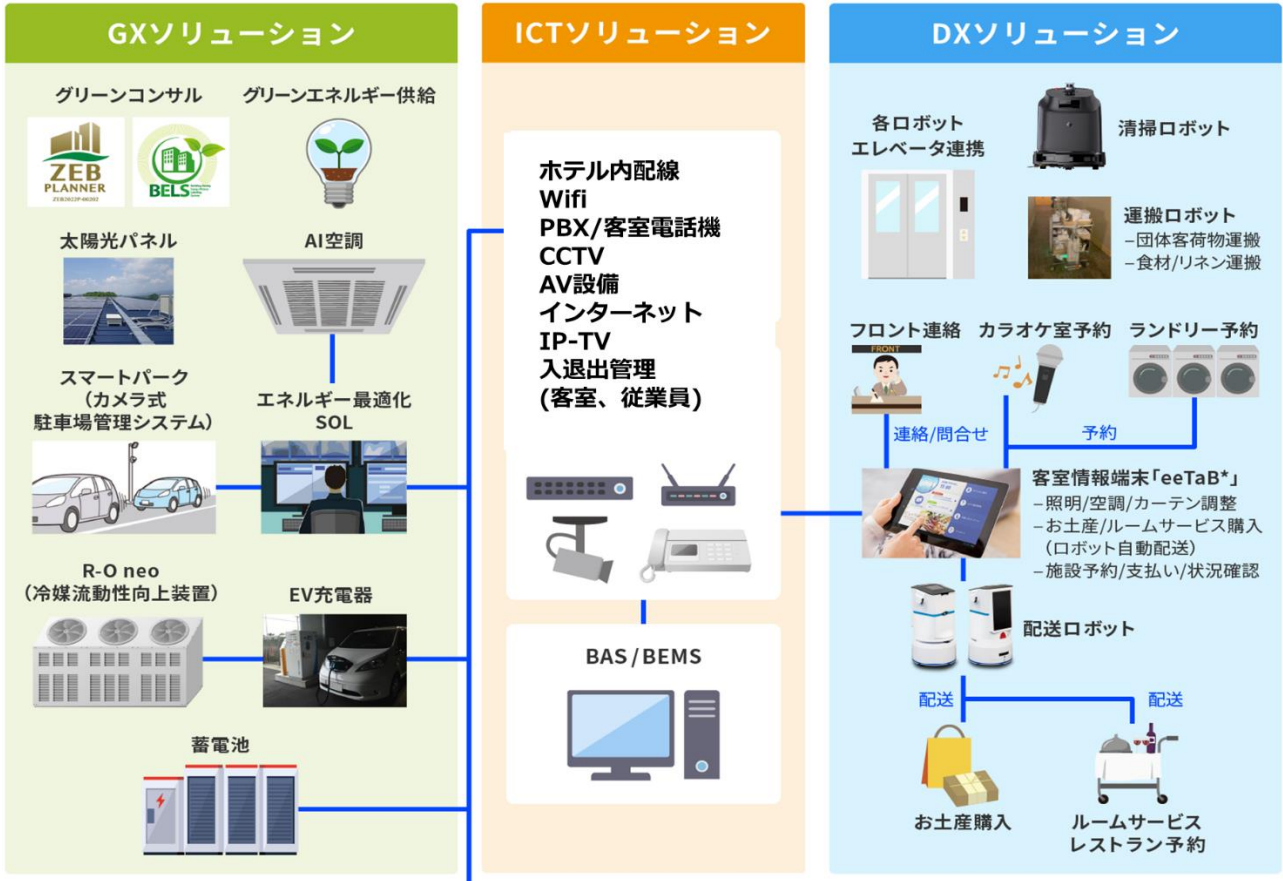 GXソリューション
グリーンコンサル
グリーンエネルギー供給
ZEB
PLANNER
ZEB2022P-00202
BELS
太陽光パネル
AI空調
スマートパーク
（カメラ式
駐車場管理システム）
エネルギー最適化
SOL
R-O neo
（冷媒流動性向上装置）
EV充電器
蓄電池
ICTソリューション
ホテル内配線
Wifi
PBX/客室電話機
CCTV
AV設備
インターネット
IP-TV
入退出管理
(客室、従業員)
BAS/BEMS
DXソリューション
各ロボット
エレベータ連携
清掃ロボット
運搬ロボット
–団体客荷物運搬
–食材/リネン運搬
フロント連絡
FRONT
カラオケ室予約
ランドリー予約
連絡/問合せ
予約
客室情報端末「eeTaB*」
–照明/空調/カーテン調整
–お土産/ルームサービス購入
（ロボット自動配送）
–施設予約/支払い/状況確認
配送ロボット
配送
配送
お土産購入
ルームサービス
レストラン予約